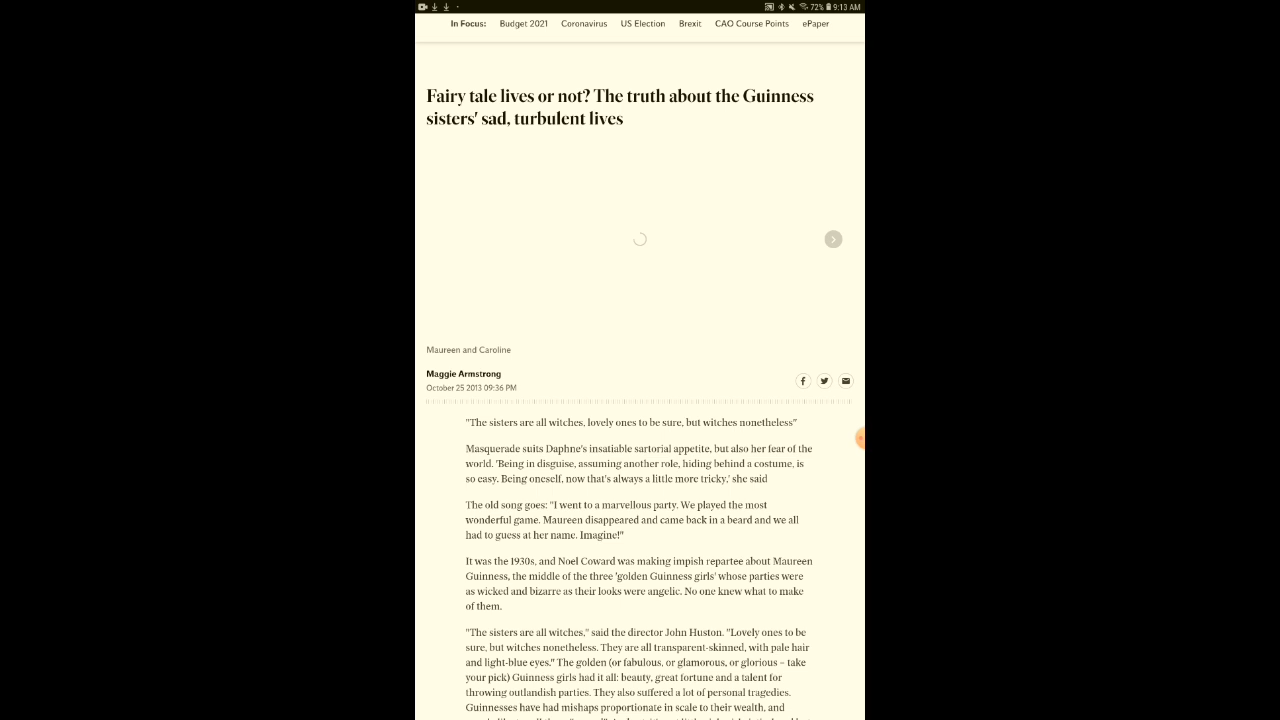 72% 9:13 AM
In Focus: Budget 2021 Coronavirus US Election Brexit CAO Course Points ePaper
Fairy tale lives or not? The truth about the Guinness
sisters' sad, turbulent lives
Maureen and Caroline
Maggie Armstrong
October 25 2013 09:36 PM
"The sisters are all witches, lovely ones to be sure, but witches nonetheless"
Masquerade suits Daphne's insatiable sartorial appetite, but also her fear of the
world. 'Being in disguise, assuming another role, hiding behind a costume, is
so easy. Being oneself, now that's always a little more tricky,' she said
The old song goes: "I went to a marvellous party. We played the most
wonderful game. Maureen disappeared and came back in a beard and we all
had to guess at her name. Imagine!"
It was the 1930s, and Noel Coward was making impish repartee about Maureen
Guinness, the middle of the three 'golden Guinness girls' whose parties were
as wicked and bizarre as their looks were angelic. No one knew what to make
of them.
"The sisters are all witches," said the director John Huston. "Lovely ones to be
sure, but witches nonetheless. They are all transparent-skinned, with pale hair
and light-blue eyes." The golden (or fabulous, or glamorous, or glorious – take
your pick) Guinness girls had it all: beauty, great fortune and a talent for
throwing outlandish parties. They also suffered a lot of personal tragedies.
Guinnesses have had mishaps proportionate in scale to their wealth, and